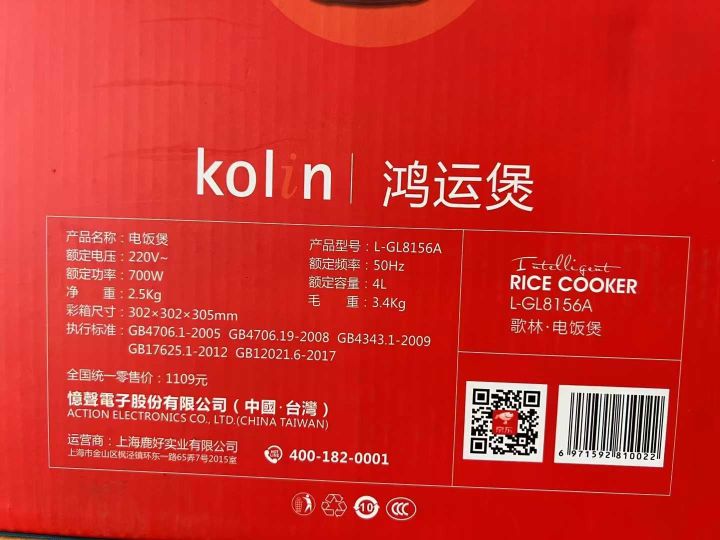 kolin 鸿运煲
产品名称：电饭煲
产品型号：L-GL8156A
额定电压：220V~
额定频率：50Hz
额定功率：700W
额定容量：4L
净 重：2.5Kg
毛 重：3.4Kg
彩箱尺寸：302×302×305mm
执行标准：GB4706.1-2005 GB4706.19-2008 GB4343.1-2009
GB17625.1-2012 GB12021.6-2017
全国统一零售价：1109元
憶聲電子股份有限公司（中國·台灣）
ACTION ELECTRONICS CO., LTD.(CHINA TAIWAN)
运营商：上海鹿好实业有限公司
上海市金山区枫泾镇环东一路65弄7号2015室
400-182-0001
Intelligent
RICE COOKER
L-GL8156A
歌林·电饭煲
京东
6 971592 810022
10
CCC